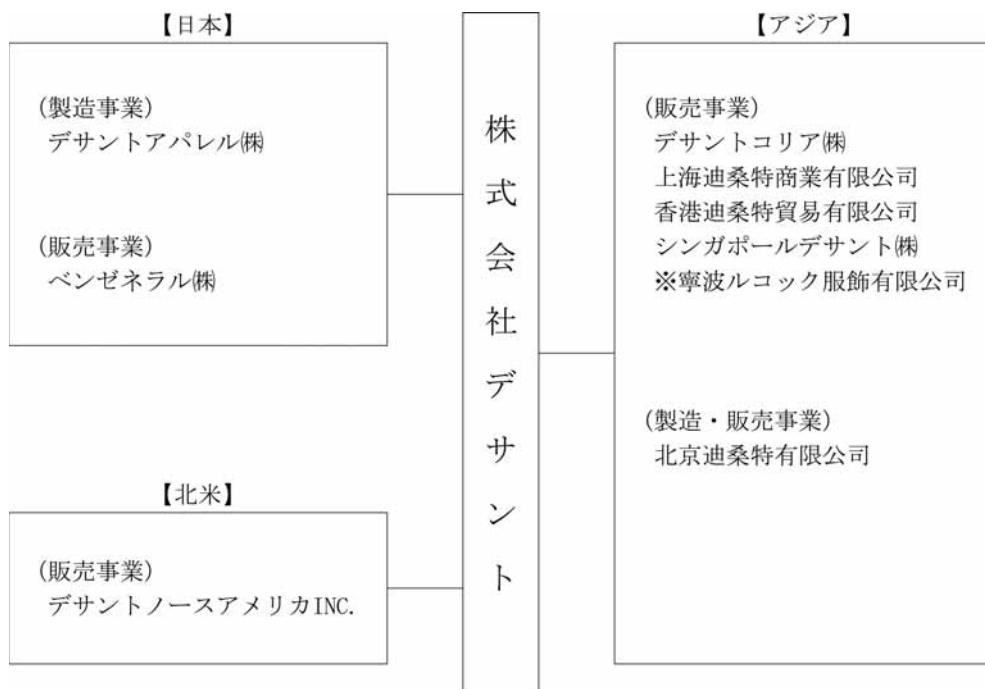 【日本】
(製造事業)
デサントアパレル㈱
(販売事業)
ベンゼネラル㈱
【北米】
(販売事業)
デサントノースアメリカINC.
株式会社デサント
【アジア】
(販売事業)
デサントコリア㈱
上海迪桑特商業有限公司
香港迪桑特貿易有限公司
シンガポールデサント㈱
※寧波ルコック服飾有限公司
(製造・販売事業)
北京迪桑特有限公司